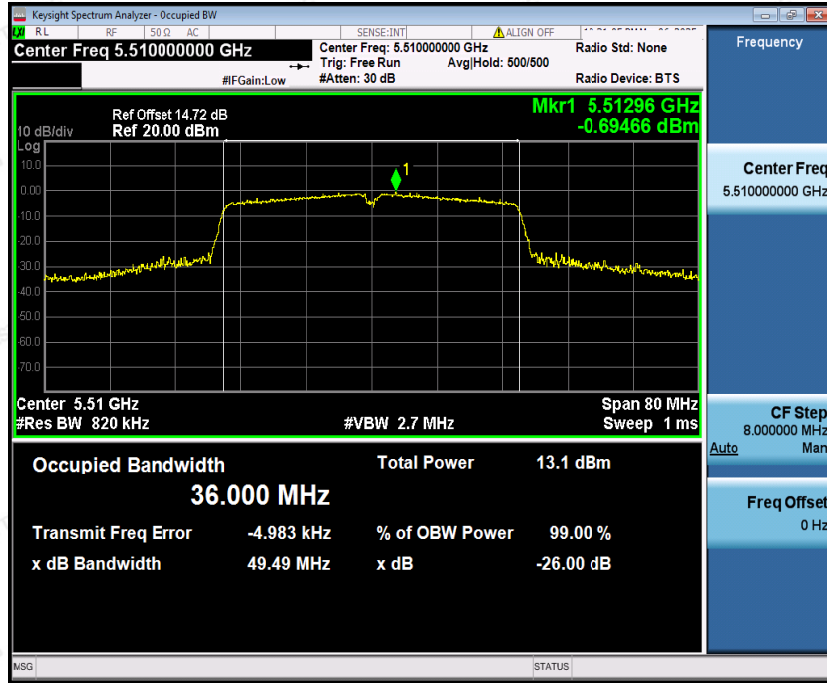 Keysight Spectrum Analyzer - Occupied BW
RL RF 50 Ω AC SENSE:INT ALIGN OFF
Center Freq 5.510000000 GHz
Center Freq: 5.510000000 GHz Radio Std: None
Trig: Free Run Avg|Hold: 500/500
#IFGain:Low #Atten: 30 dB Radio Device: BTS
Ref Offset 14.72 dB
10 dB/div Ref 20.00 dBm
Mkr1 5.51296 GHz
-0.69466 dBm
Log
10.0
0.00
-10.0
-20.0
-30.0
-40.0
-50.0
-60.0
-70.0
1
Center 5.51 GHz Span 80 MHz
#Res BW 820 kHz #VBW 2.7 MHz Sweep 1 ms
Occupied Bandwidth Total Power 13.1 dBm
36.000 MHz
Transmit Freq Error -4.983 kHz % of OBW Power 99.00 %
x dB Bandwidth 49.49 MHz x dB -26.00 dB
MSG STATUS
Frequency
Center Freq
5.510000000 GHz
CF Step
8.000000 MHz
Auto Man
Freq Offset
0 Hz